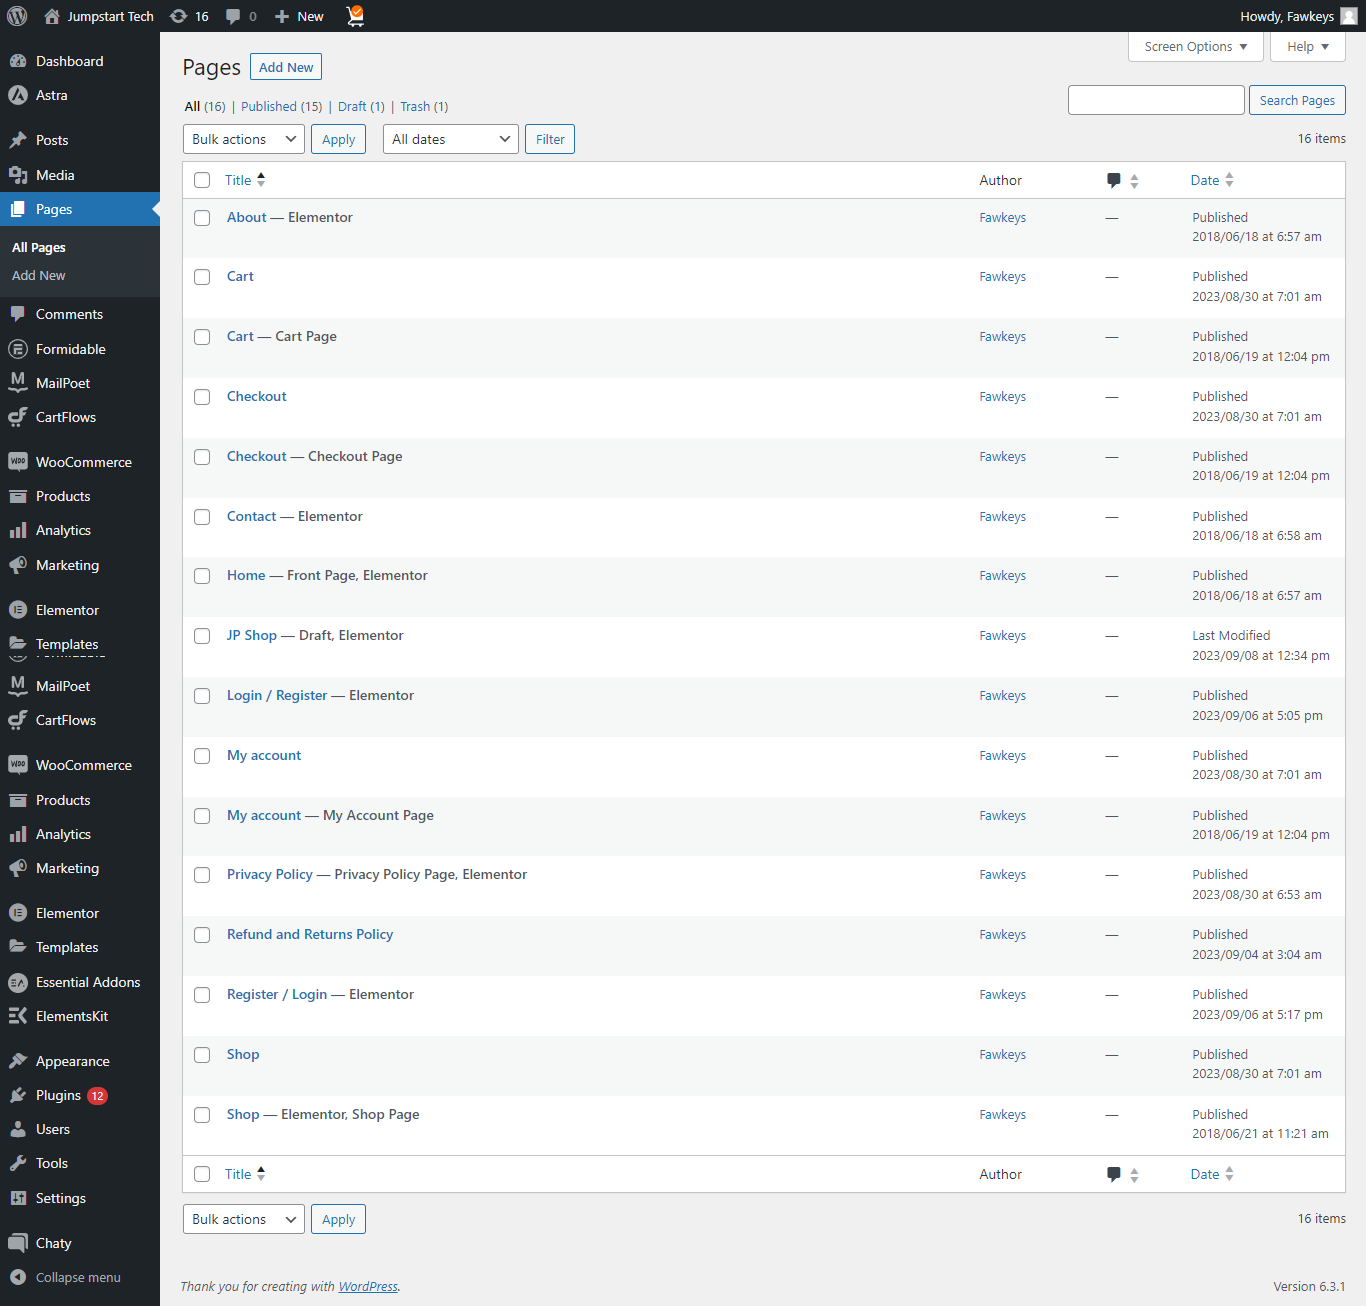 Jumpstart Tech 16 0 New Howdy, Fawkeys
Dashboard
Astra
Posts
Media
Pages
All Pages
Add New
Comments
Formidable
MailPoet
CartFlows
WooCommerce
Products
Analytics
Marketing
Elementor
Templates
MailPoet
CartFlows
WooCommerce
Products
Analytics
Marketing
Elementor
Templates
Essential Addons
ElementsKit
Appearance
Plugins 12
Users
Tools
Settings
Chaty
Collapse menu
Screen Options Help
Pages Add New
All (16) | Published (15) | Draft (1) | Trash (1)
Search Pages
Bulk actions Apply All dates Filter 16 items
Title Author Date
About — Elementor Fawkeys — Published
2018/06/18 at 6:57 am
Cart Fawkeys — Published
2023/08/30 at 7:01 am
Cart — Cart Page Fawkeys — Published
2018/06/19 at 12:04 pm
Checkout Fawkeys — Published
2023/08/30 at 7:01 am
Checkout — Checkout Page Fawkeys — Published
2018/06/19 at 12:04 pm
Contact — Elementor Fawkeys — Published
2018/06/18 at 6:58 am
Home — Front Page, Elementor Fawkeys — Published
2018/06/18 at 6:57 am
JP Shop — Draft, Elementor Fawkeys — Last Modified
2023/09/08 at 12:34 pm
Login / Register — Elementor Fawkeys — Published
2023/09/06 at 5:05 pm
My account Fawkeys — Published
2023/08/30 at 7:01 am
My account — My Account Page Fawkeys — Published
2018/06/19 at 12:04 pm
Privacy Policy — Privacy Policy Page, Elementor Fawkeys — Published
2023/08/30 at 6:53 am
Refund and Returns Policy Fawkeys — Published
2023/09/04 at 3:04 am
Register / Login — Elementor Fawkeys — Published
2023/09/06 at 5:17 pm
Shop Fawkeys — Published
2023/08/30 at 7:01 am
Shop — Elementor, Shop Page Fawkeys — Published
2018/06/21 at 11:21 am
Title Author Date
Bulk actions Apply 16 items
Thank you for creating with WordPress. Version 6.3.1